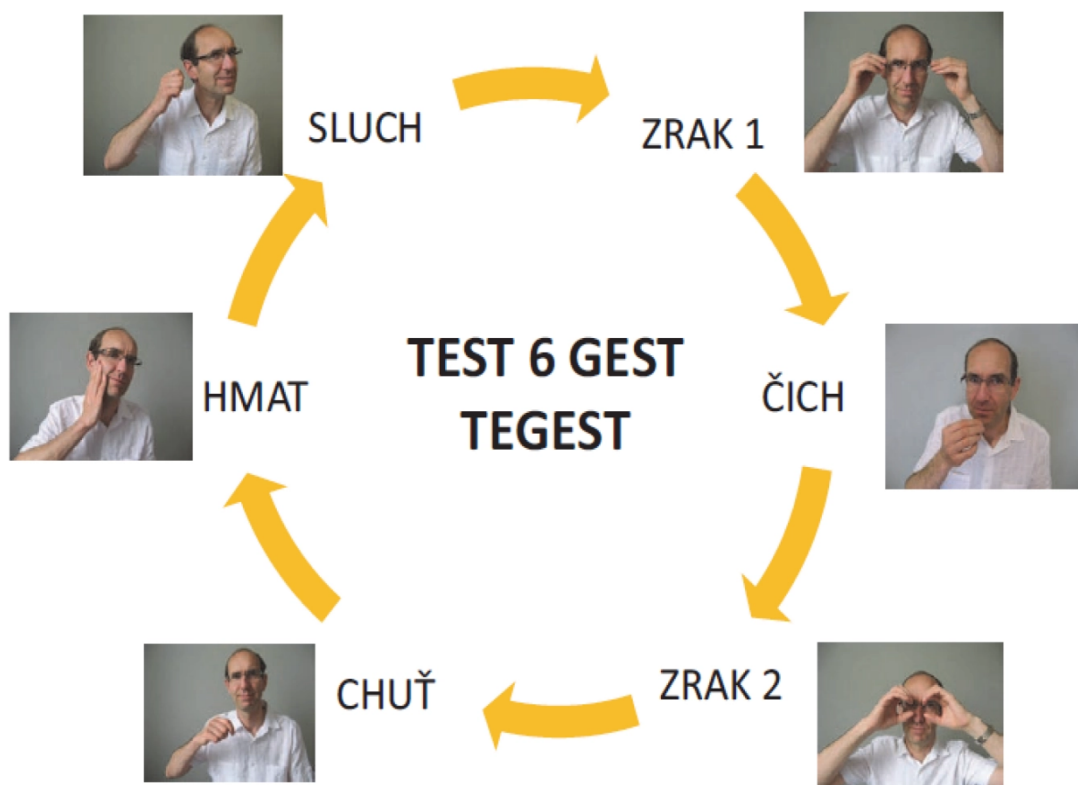 SLUCH
ZRAK 1
ČICH
ZRAK 2
CHUŤ
HMAT
TEST 6 GEST
TEGEST